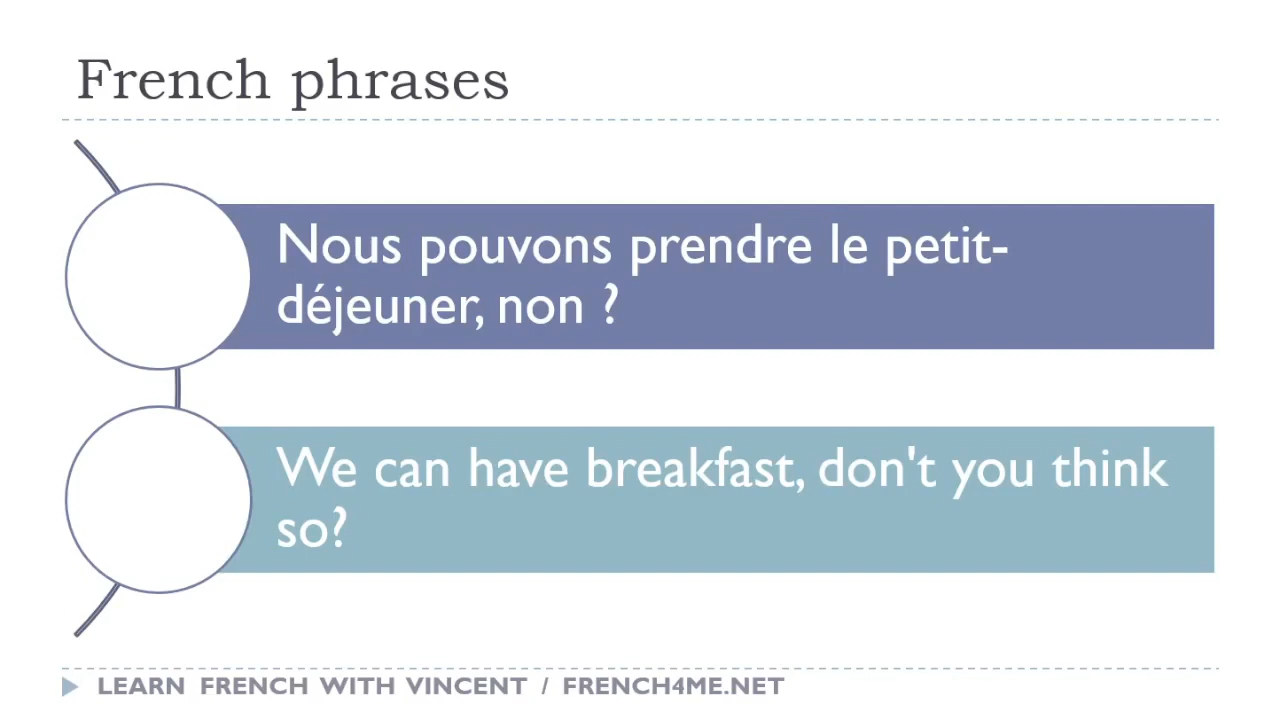 French phrases
Nous pouvons prendre le petit-
déjeuner, non ?
We can have breakfast, don't you think
so?
LEARN FRENCH WITH VINCENT / FRENCH4ME.NET